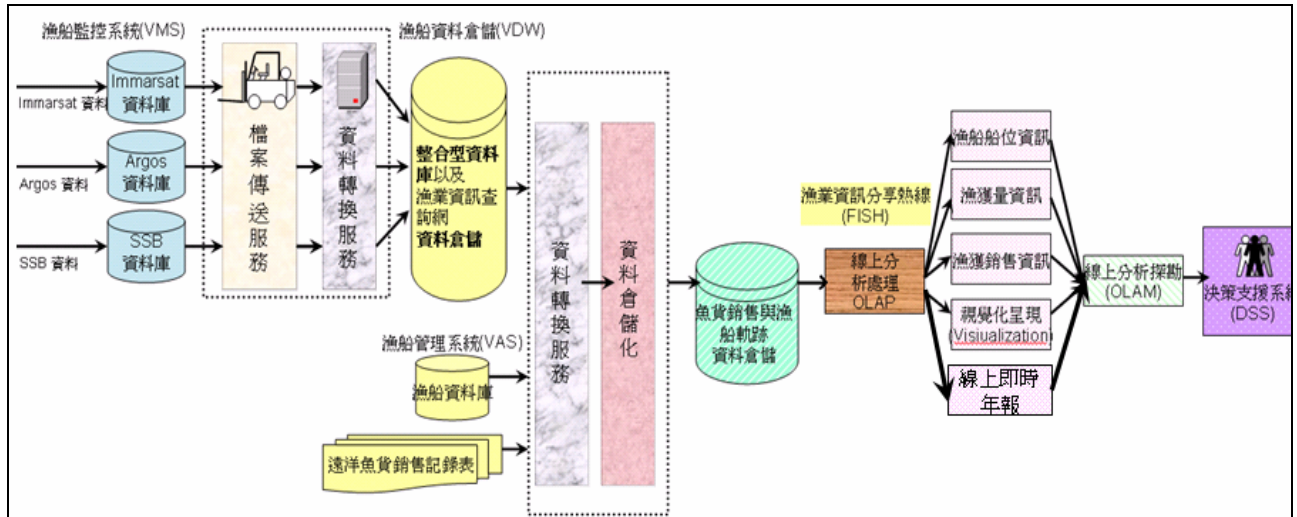 漁船監控系統(VMS)
Immarsat 資料
Immarsat
資料庫
Argos 資料
Argos
資料庫
SSB 資料
SSB
資料庫
檔案傳送服務
資料轉換服務
漁船資料倉儲(VDW)
整合型資料
庫以及
漁業資訊查
詢網
資料倉儲
漁船管理系統(VAS)
漁船資料庫
遠洋魚貨銷售記錄表
資料轉換服務
資料倉儲化
魚貨銷售與漁
船軌跡
資料倉儲
漁業資訊分享熱線
(FISH)
線上分
析處理
OLAP
漁船船位資訊
漁獲量資訊
漁獲銷售資訊
視覺化呈現
(Visiualization)
線上即時
年報
線上分析探勘
(OLAM)
決策支援系統
(DSS)